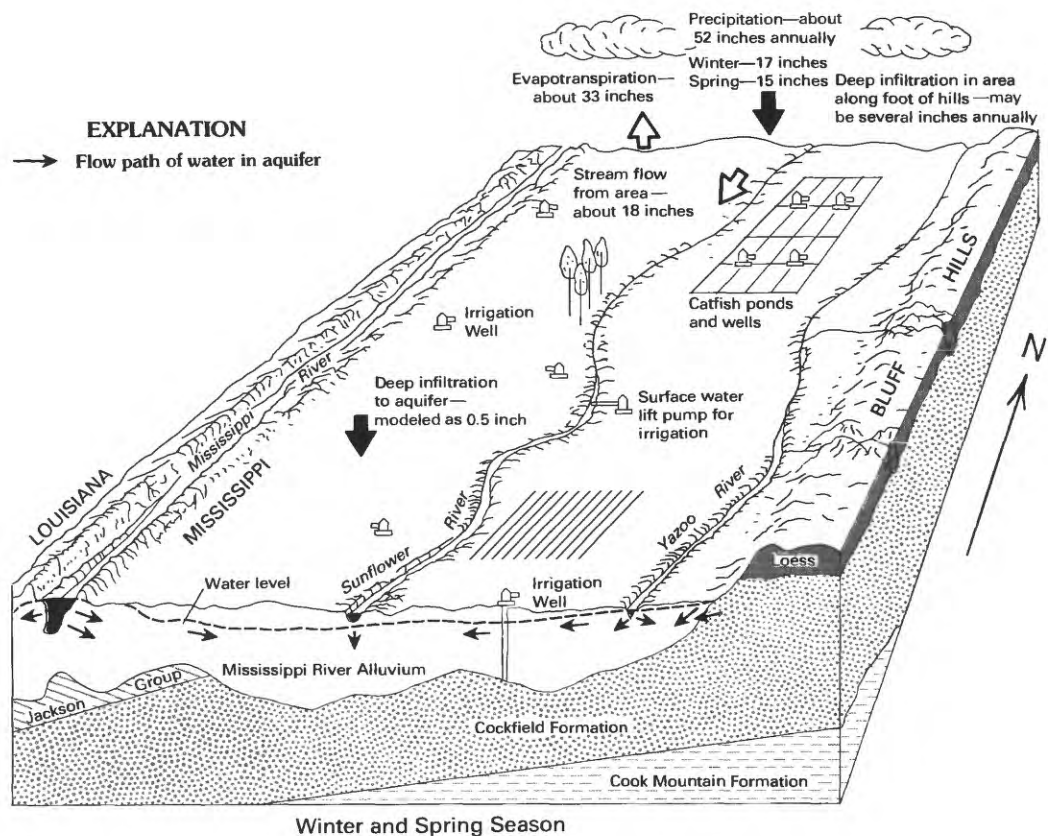 Precipitation—about
52 inches annually
Winter—17 inches
Spring—15 inches
Evapotranspiration—
about 33 inches
Deep infiltration in area
along foot of hills—may
be several inches annually
EXPLANATION
Flow path of water in aquifer
Stream flow
from area—
about 18 inches
HILLS
Catfish ponds
and wells
Irrigation
Well
N
River
Deep infiltration
to aquifer—
modeled as 0.5 inch
Surface water
lift pump for
irrigation
BLUFF
Mississippi
LOUISIANA
MISSISSIPPI
River
River
Yazoo
Sunflower
Loess
Water level
Irrigation
Well
Mississippi River Alluvium
Group
Jackson
Cockfield Formation
Cook Mountain Formation
Winter and Spring Season